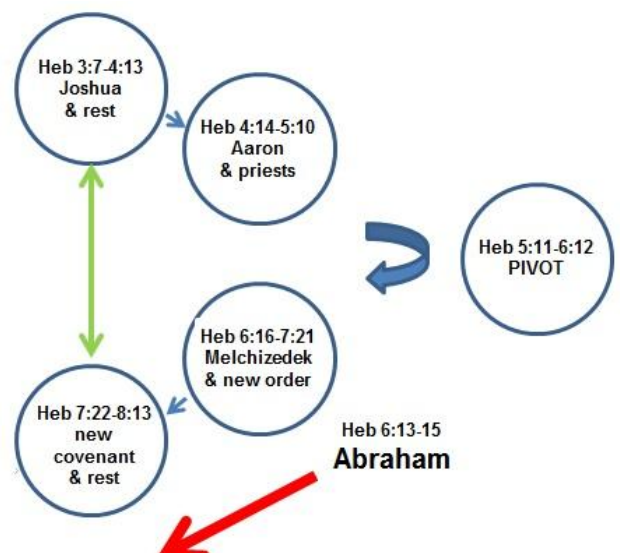 Heb 3:7-4:13
Joshua
& rest
Heb 4:14-5:10
Aaron
& priests
Heb 5:11-6:12
PIVOT
Heb 6:16-7:21
Melchizedek
& new order
Heb 7:22-8:13
new
covenant
& rest
Heb 6:13-15
Abraham